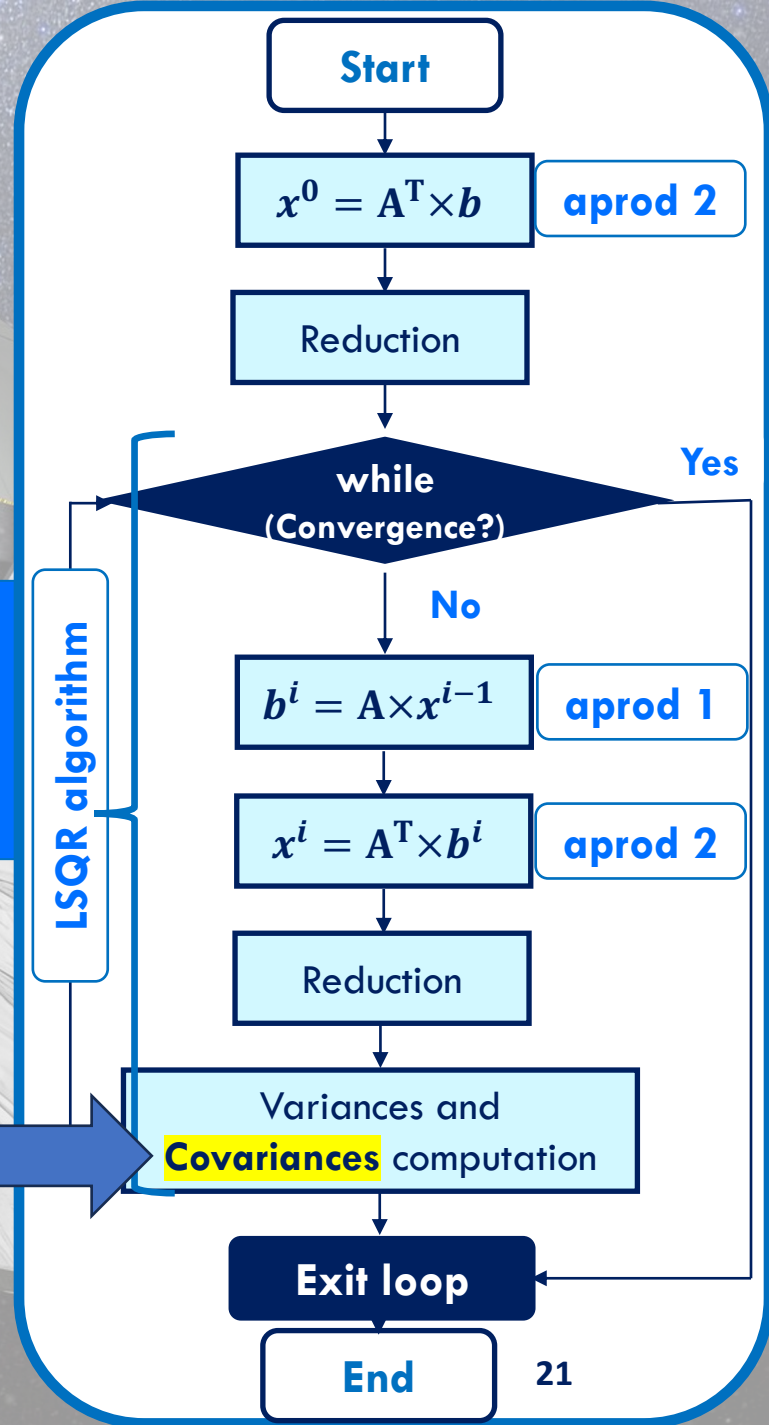 Start
x⁰ = Aᵀ×b
aprod 2
Reduction
while
(Convergence?)
Yes
No
LSQR algorithm
bⁱ = A×xⁱ⁻¹
aprod 1
xⁱ = Aᵀ×bⁱ
aprod 2
Reduction
Variances and
Covariances computation
Exit loop
End
21